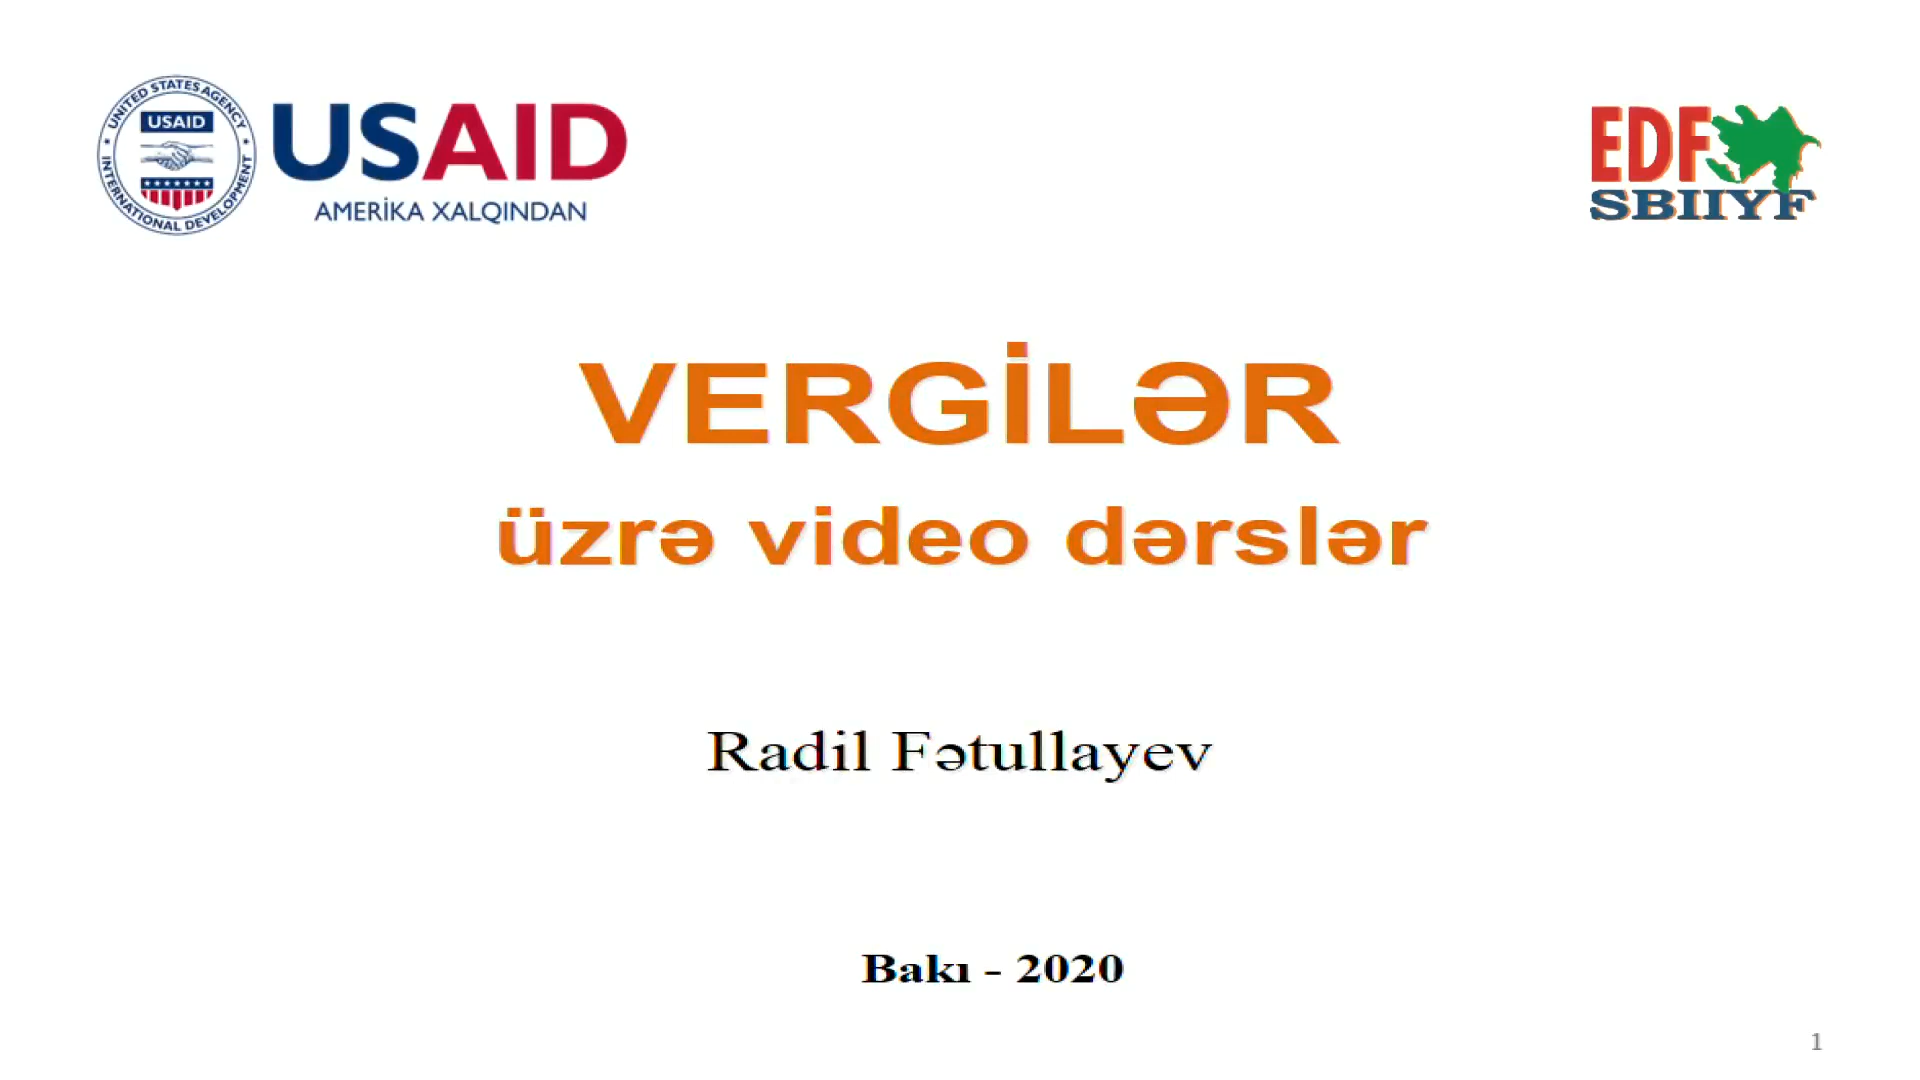 UNITED STATES AGENCY
USAID
INTERNATIONAL DEVELOPMENT
USAID
AMERİKA XALQINDAN
EDF
SBIIYF
VERGİLƏR
üzrə video dərslər
Radil Fətullayev
Bakı - 2020
1